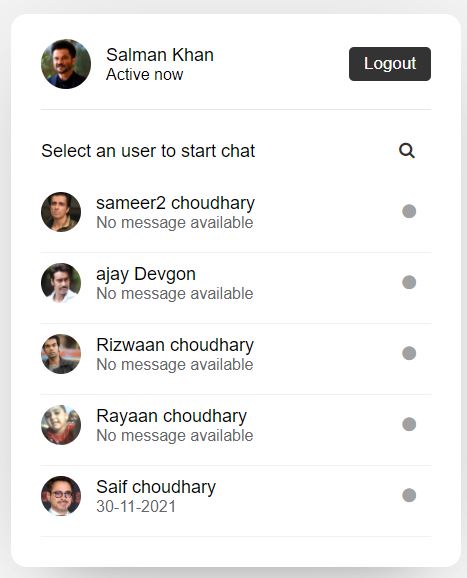 Salman Khan
Active now
Logout
Select an user to start chat
sameer2 choudhary
No message available
ajay Devgon
No message available
Rizwaan choudhary
No message available
Rayaan choudhary
No message available
Saif choudhary
30-11-2021